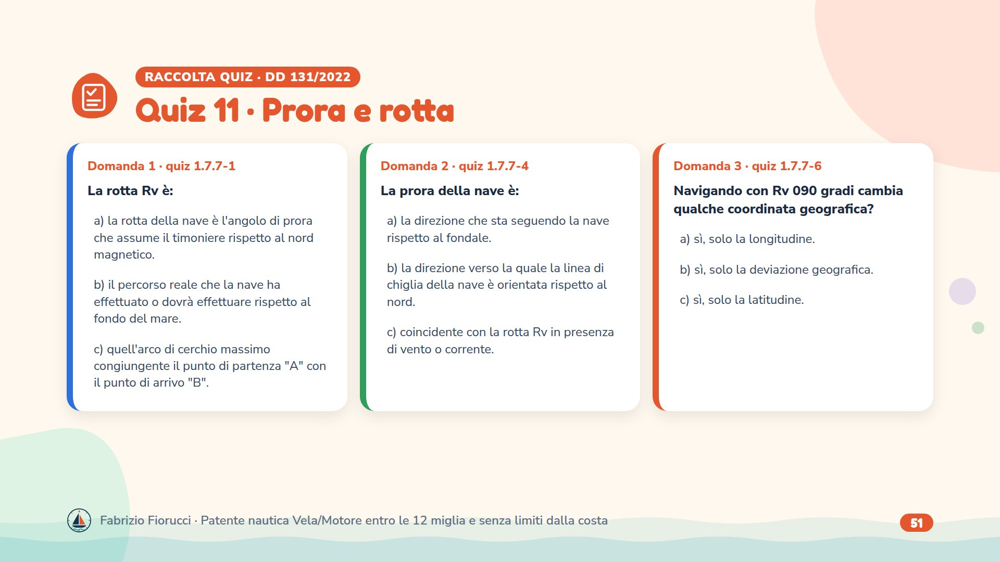 RACCOLTA QUIZ · DD 131/2022
Quiz 11 · Prora e rotta
Domanda 1 · quiz 1.7.7-1
La rotta Rv è:
a) la rotta della nave è l'angolo di prora
che assume il timoniere rispetto al nord
magnetico.
b) il percorso reale che la nave ha
effettuato o dovrà effettuare rispetto al
fondo del mare.
c) quell'arco di cerchio massimo
congiungente il punto di partenza "A" con
il punto di arrivo "B".
Domanda 2 · quiz 1.7.7-4
La prora della nave è:
a) la direzione che sta seguendo la nave
rispetto al fondale.
b) la direzione verso la quale la linea di
chiglia della nave è orientata rispetto al
nord.
c) coincidente con la rotta Rv in presenza
di vento o corrente.
Domanda 3 · quiz 1.7.7-6
Navigando con Rv 090 gradi cambia
qualche coordinata geografica?
a) sì, solo la longitudine.
b) sì, solo la deviazione geografica.
c) sì, solo la latitudine.
Fabrizio Fiorucci · Patente nautica Vela/Motore entro le 12 miglia e senza limiti dalla costa
51